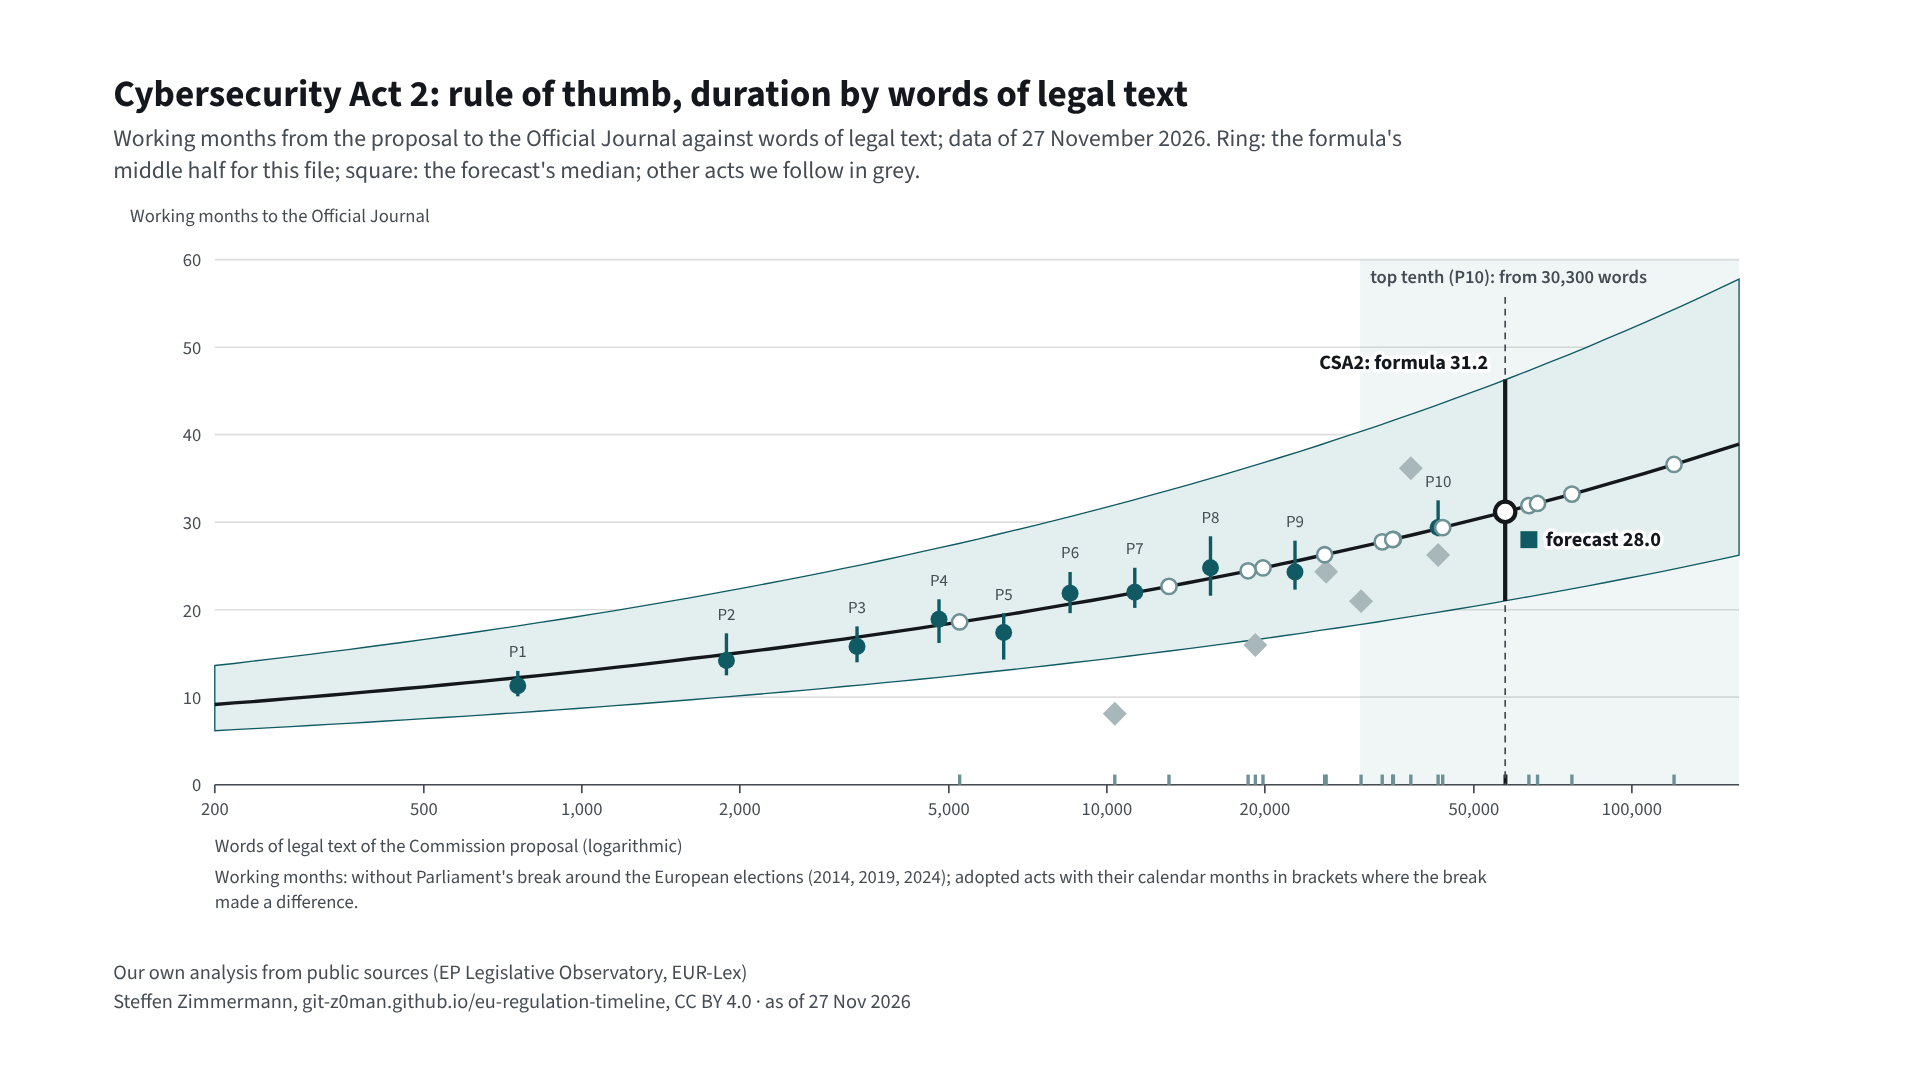 Cybersecurity Act 2: rule of thumb, duration by words of legal text
Working months from the proposal to the Official Journal against words of legal text; data of 27 November 2026. Ring: the formula's
middle half for this file; square: the forecast's median; other acts we follow in grey.
Working months to the Official Journal
60
top tenth (P10): from 30,300 words
50
CSA2: formula 31.2
40
P10
30
P8
P9
forecast 28.0
P7
P6
P5
P4
P3
P2
20
P1
10
0
200
500
1,000
2,000
5,000
10,000
20,000
50,000
100,000
Words of legal text of the Commission proposal (logarithmic)
Working months: without Parliament's break around the European elections (2014, 2019, 2024); adopted acts with their calendar months in brackets where the break
made a difference.
Our own analysis from public sources (EP Legislative Observatory, EUR-Lex)
Steffen Zimmermann, git-z0man.github.io/eu-regulation-timeline, CC BY 4.0 · as of 27 Nov 2026